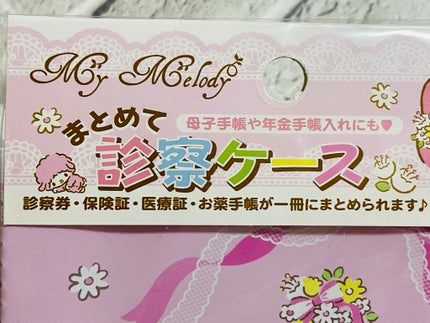 My Melody
母子手帳や年金手帳入れにも♥
まとめて
診察ケース
診察券・保険証・医療証・お薬手帳が一冊にまとめられます♪